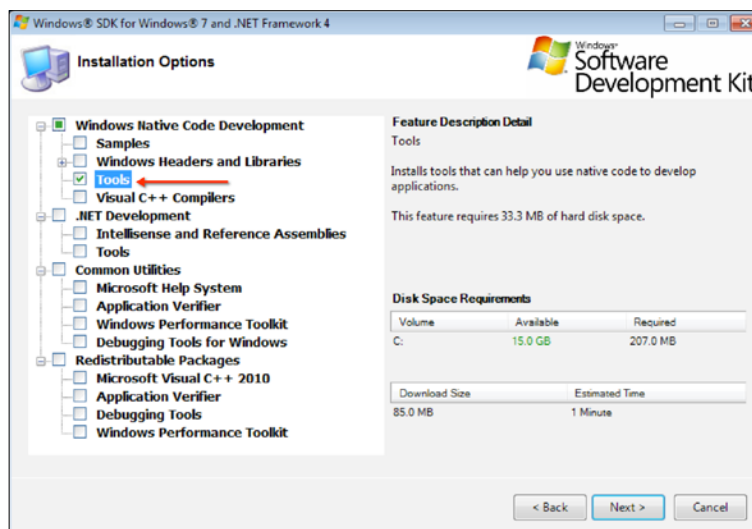 Windows® SDK for Windows® 7 and .NET Framework 4
Installation Options
Windows®
Software
Development Kit
Windows Native Code Development
Samples
Windows Headers and Libraries
Tools
Visual C++ Compilers
.NET Development
Intellisense and Reference Assemblies
Tools
Common Utilities
Microsoft Help System
Application Verifier
Windows Performance Toolkit
Debugging Tools for Windows
Redistributable Packages
Microsoft Visual C++ 2010
Application Verifier
Debugging Tools
Windows Performance Toolkit
Feature Description Detail
Tools
Installs tools that can help you use native code to develop
applications.
This feature requires 33.3 MB of hard disk space.
Disk Space Requirements
Volume Available Required
C: 15.0 GB 207.0 MB
Download Size Estimated Time
85.0 MB 1 Minute
< Back Next > Cancel